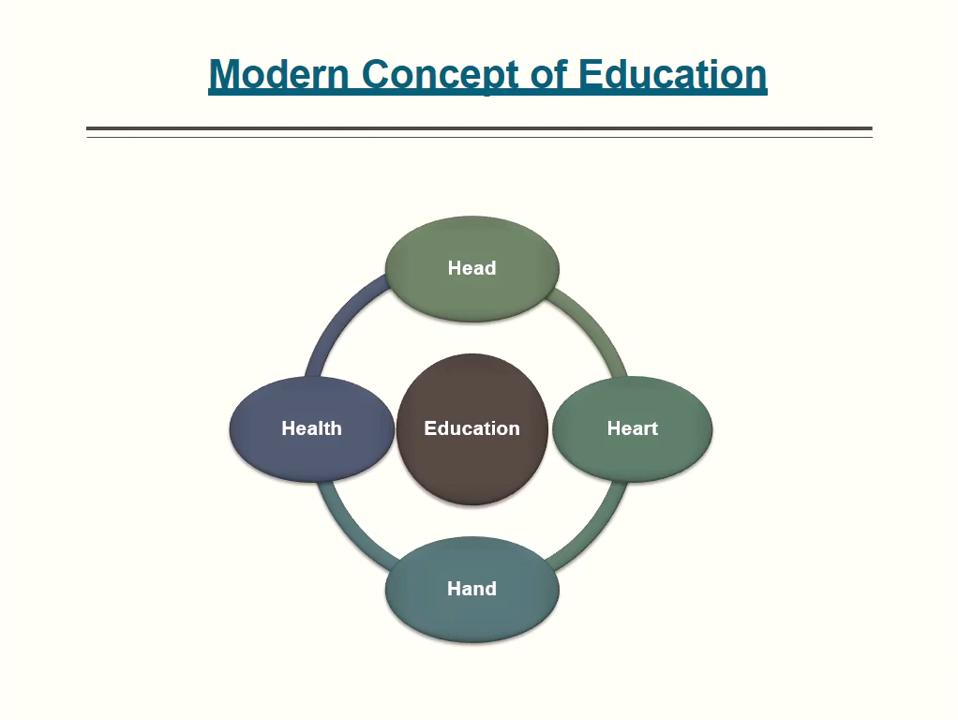 Modern Concept of Education
Head
Health
Education
Heart
Hand